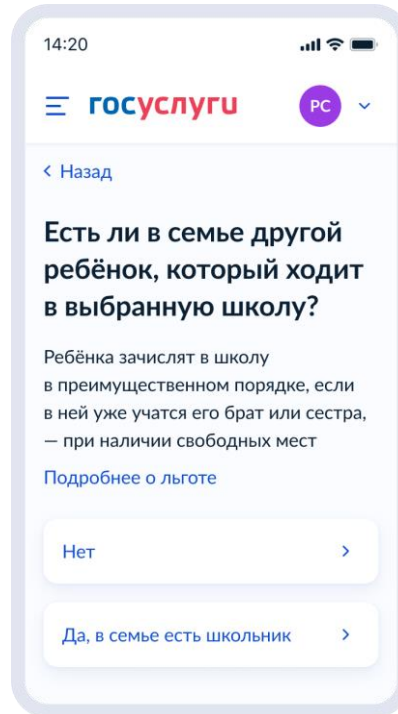 14:20
госуслуги
РС
Назад
Есть ли в семье другой
ребёнок, который ходит
в выбранную школу?
Ребёнка зачислят в школу
в преимущественном порядке, если
в ней уже учатся его брат или сестра,
— при наличии свободных мест
Подробнее о льготе
Нет
Да, в семье есть школьник